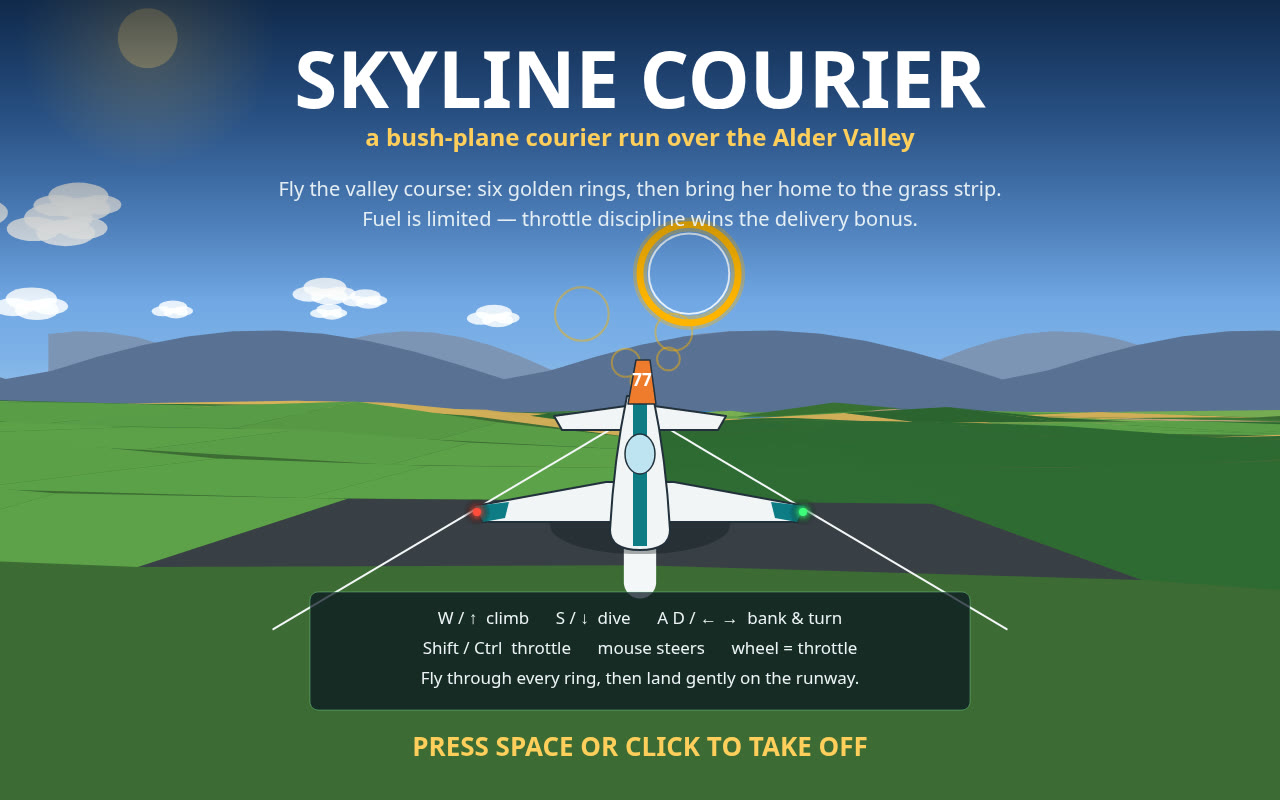 SKYLINE COURIER
a bush-plane courier run over the Alder Valley
Fly the valley course: six golden rings, then bring her home to the grass strip.
Fuel is limited — throttle discipline wins the delivery bonus.
77
W / ↑ climb S / ↓ dive A D / ← → bank & turn
Shift / Ctrl throttle mouse steers wheel = throttle
Fly through every ring, then land gently on the runway.
PRESS SPACE OR CLICK TO TAKE OFF